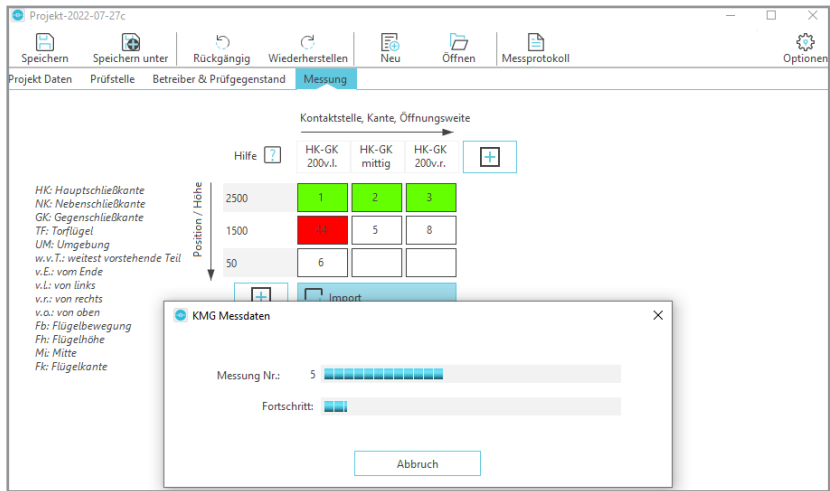 Projekt-2022-07-27c
Speichern Speichern unter Rückgängig Wiederherstellen Neu Öffnen Messprotokoll Optionen
Projekt Daten Prüfstelle Betreiber & Prüfgegenstand Messung
Kontaktstelle, Kante, Öffnungsweite
Hilfe ? HK-GK 200v.l. HK-GK mittig HK-GK 200v.r.
Position / Höhe
2500 1 2 3
1500 5 8
50 6
Import
HK: Hauptschließkante
NK: Nebenschließkante
GK: Gegenschließkante
TF: Torflügel
UM: Umgebung
w.v.T.: weitest vorstehende Teil
v.E.: vom Ende
v.l.: von links
v.r.: von rechts
v.o.: von oben
Fb: Flügelbewegung
Fh: Flügelhöhe
Mi: Mitte
Fk: Flügelkante
KMG Messdaten
Messung Nr.: 5
Fortschritt:
Abbruch